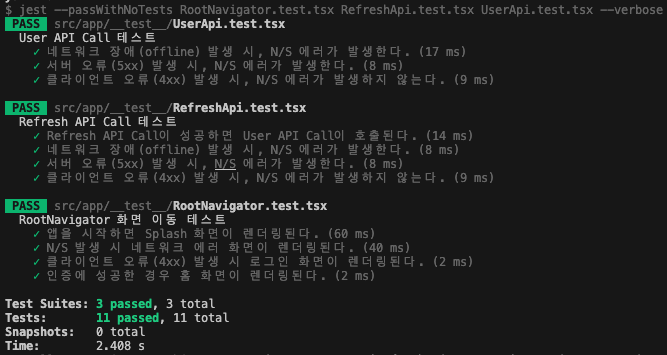 $ jest --passWithNoTests RootNavigator.test.tsx RefreshApi.test.tsx UserApi.test.tsx --verbose
PASS src/app/__test__/UserApi.test.tsx
User API Call 테스트
✓ 네트워크 장애(offline) 발생 시, N/S 에러가 발생한다. (17 ms)
✓ 서버 오류(5xx) 발생 시, N/S 에러가 발생한다. (8 ms)
✓ 클라이언트 오류(4xx) 발생 시, N/S 에러가 발생하지 않는다. (9 ms)
PASS src/app/__test__/RefreshApi.test.tsx
Refresh API Call 테스트
✓ Refresh API Call이 성공하면 User API Call이 호출된다. (14 ms)
✓ 네트워크 장애(offline) 발생 시, N/S 에러가 발생한다. (8 ms)
✓ 서버 오류(5xx) 발생 시, N/S 에러가 발생한다. (8 ms)
✓ 클라이언트 오류(4xx) 발생 시, N/S 에러가 발생하지 않는다. (9 ms)
PASS src/app/__test__/RootNavigator.test.tsx
RootNavigator 화면 이동 테스트
✓ 앱을 시작하면 Splash 화면이 렌더링된다. (60 ms)
✓ N/S 발생 시 네트워크 에러 화면이 렌더링된다. (40 ms)
✓ 클라이언트 오류(4xx) 발생 시 로그인 화면이 렌더링된다. (2 ms)
✓ 인증에 성공한 경우 홈 화면이 렌더링된다. (2 ms)
Test Suites: 3 passed, 3 total
Tests: 11 passed, 11 total
Snapshots: 0 total
Time: 2.408 s